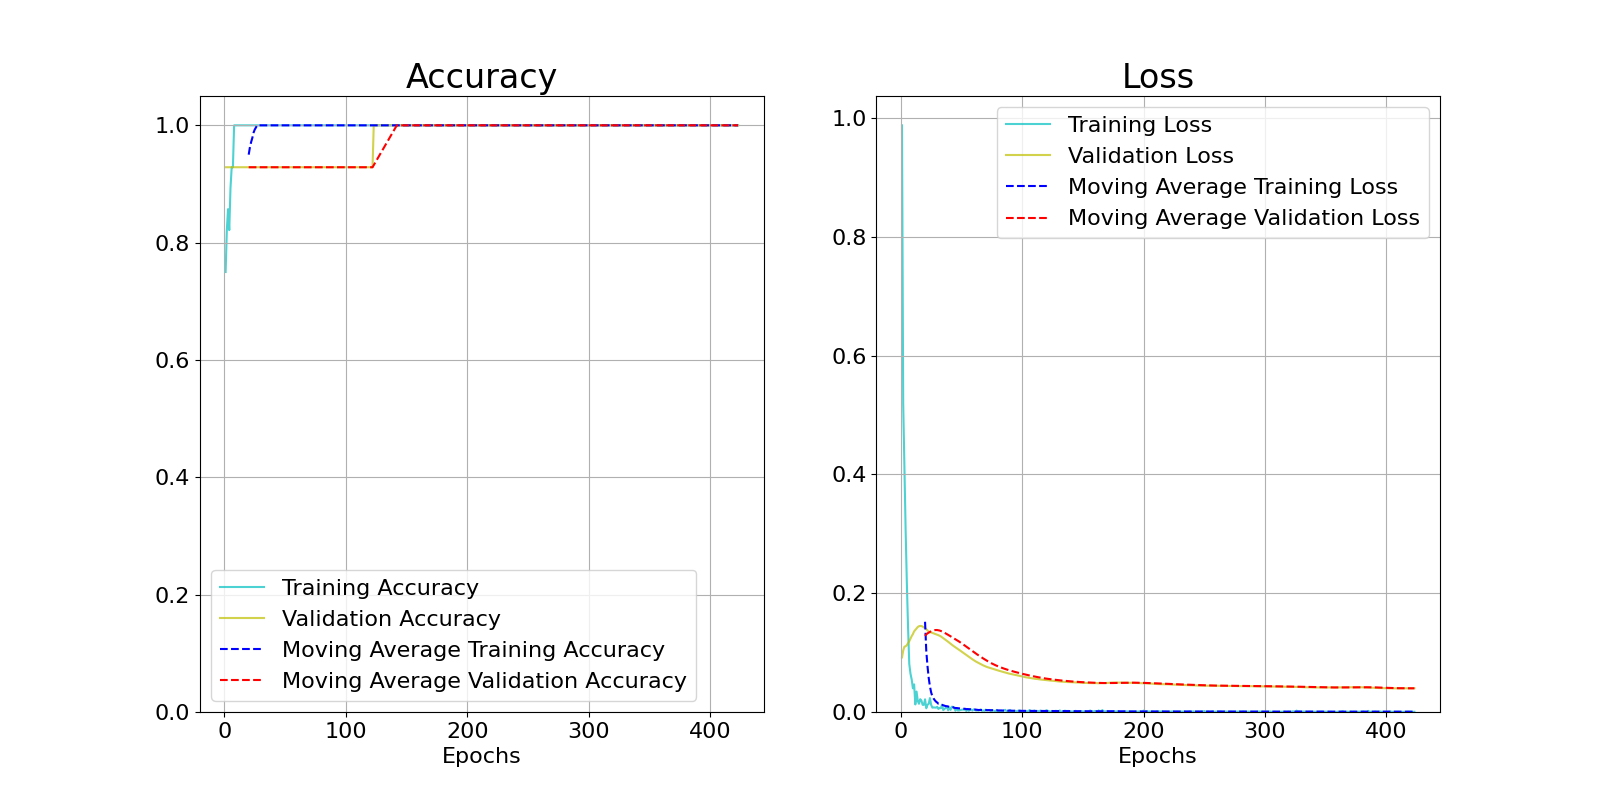 Accuracy
1.0
0.8
0.6
0.4
0.2
0.0
Training Accuracy
Validation Accuracy
Moving Average Training Accuracy
Moving Average Validation Accuracy
0 100 200 300 400
Epochs
Loss
1.0
0.8
0.6
0.4
0.2
0.0
Training Loss
Validation Loss
Moving Average Training Loss
Moving Average Validation Loss
0 100 200 300 400
Epochs